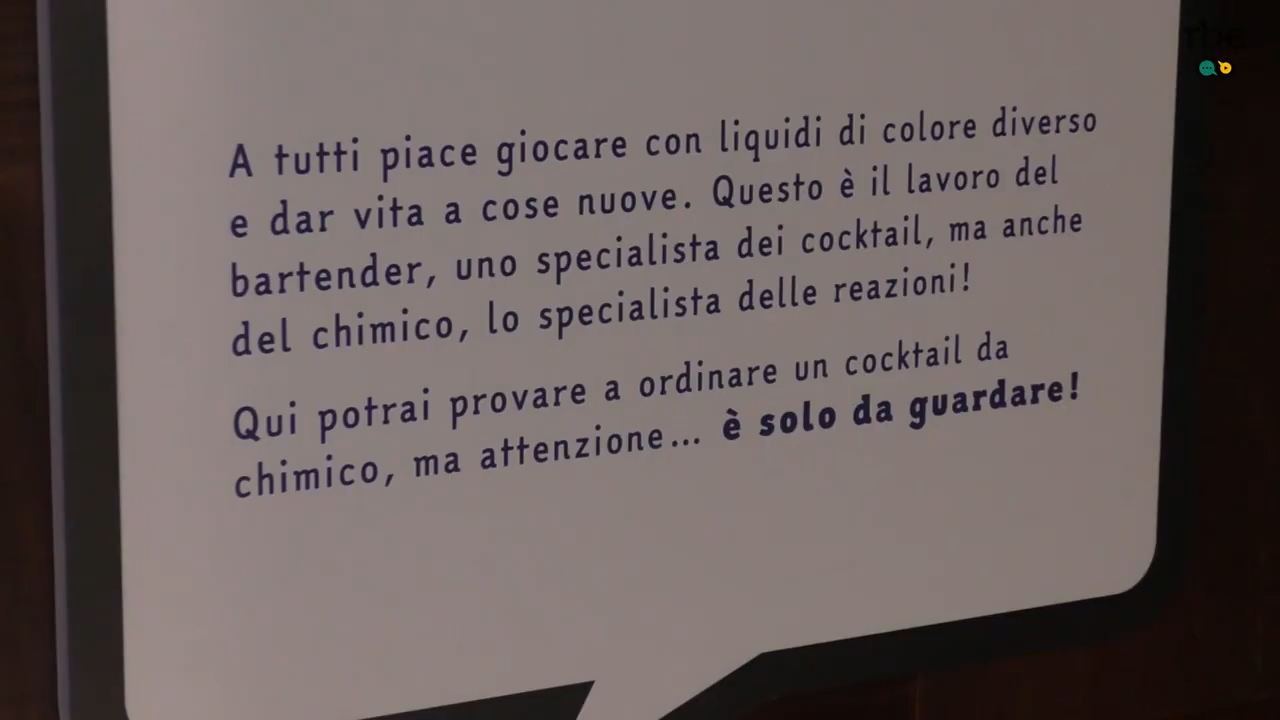 rbe
A tutti piace giocare con liquidi di colore diverso
e dar vita a cose nuove. Questo è il lavoro del
bartender, uno specialista dei cocktail, ma anche
del chimico, lo specialista delle reazioni!
Qui potrai provare a ordinare un cocktail da
chimico, ma attenzione... è solo da guardare!